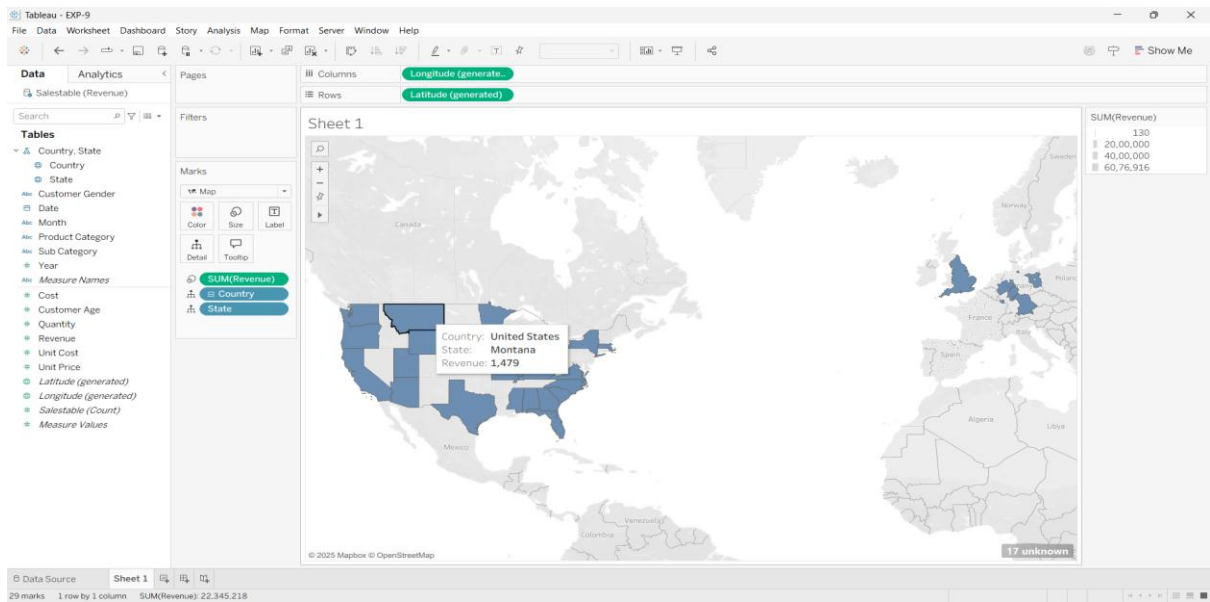 Tableau - EXP-9
File Data Worksheet Dashboard Story Analysis Map Format Server Window Help
Show Me
Data Analytics
Salestable (Revenue)
Search
Tables
Country, State
Country
State
Abc Customer Gender
Date
Abc Month
Abc Product Category
Abc Sub Category
# Year
Abc Measure Names
# Cost
# Customer Age
# Quantity
# Revenue
# Unit Cost
# Unit Price
Latitude (generated)
Longitude (generated)
# Salestable (Count)
# Measure Values
Pages
Filters
Marks
Map
Color Size Label
Detail Tooltip
SUM(Revenue)
Country
State
Columns Longitude (generate..
Rows Latitude (generated)
Sheet 1
Canada
Mexico
Venezuela
Colombia
Sweden
Norway
Poland
France
Italy
Spain
Algeria
Libya
Country: United States
State: Montana
Revenue: 1,479
© 2025 Mapbox © OpenStreetMap
17 unknown
SUM(Revenue)
130
20,00,000
40,00,000
60,76,916
Data Source Sheet 1
29 marks 1 row by 1 column SUM(Revenue): 22,345,218